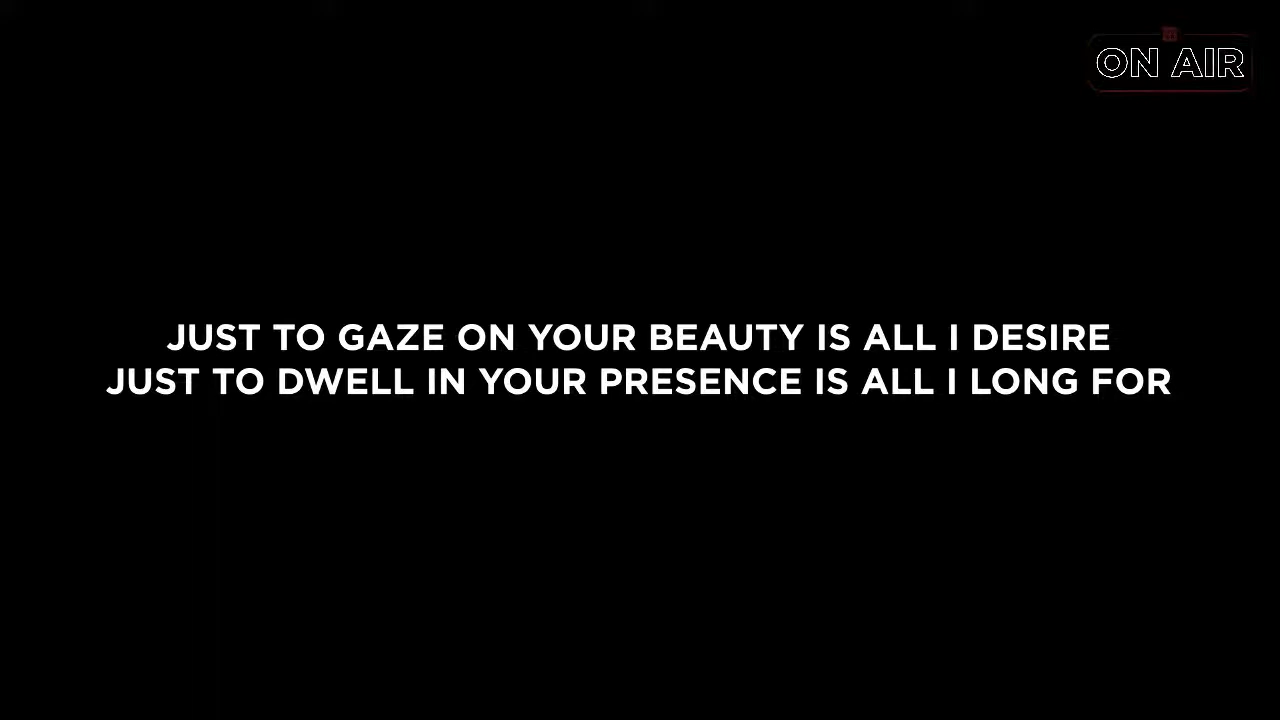 ON AIR
JUST TO GAZE ON YOUR BEAUTY IS ALL I DESIRE
JUST TO DWELL IN YOUR PRESENCE IS ALL I LONG FOR